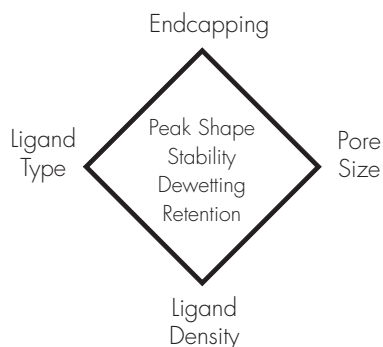 Endcapping
Ligand
Type
Peak Shape
Stability
Dewetting
Retention
Pore
Size
Ligand
Density